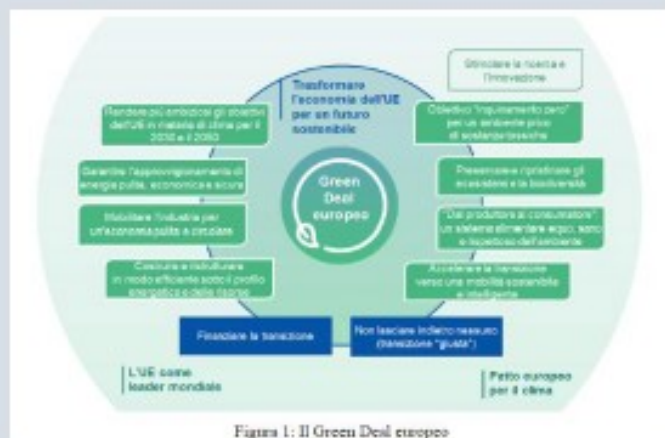 Trasformare
l'economia dell'UE
per un futuro
sostenibile
Stimolare la ricerca e
l'innovazione
Rendere più ambiziosi gli obiettivi
dell'UE in materia di clima per il
2030 e il 2050
Obiettivo "inquinamento zero"
per un ambiente privo
di sostanze tossiche
Garantire l'approvvigionamento di
energia pulita, economica e sicura
Preservare e ripristinare gli
ecosistemi e la biodiversità
Green
Deal
europeo
Mobilitare l'industria per
un'economia pulita e circolare
"Dal produttore al consumatore":
un sistema alimentare equo, sano
e rispettoso dell'ambiente
Costruire e ristrutturare
in modo efficiente sotto il profilo
energetico e delle risorse
Accelerare la transizione
verso una mobilità sostenibile
e intelligente
Finanziare la transizione
Non lasciare indietro nessuno
(transizione "giusta")
L'UE come
leader mondiale
Patto europeo
per il clima
Figura 1: Il Green Deal europeo